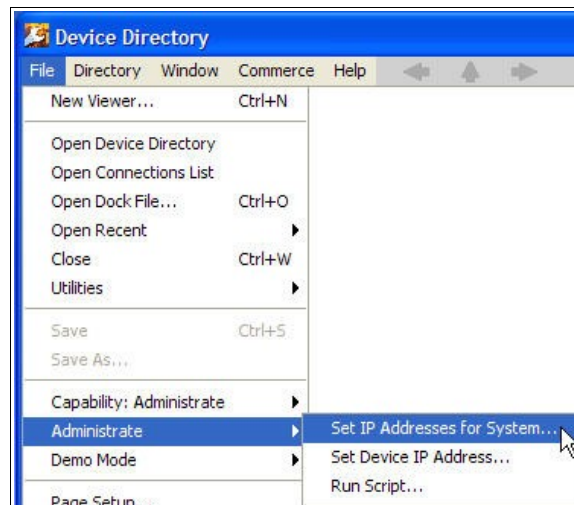 Device Directory
File Directory Window Commerce Help
New Viewer... Ctrl+N
Open Device Directory
Open Connections List
Open Dock File... Ctrl+O
Open Recent
Close Ctrl+W
Utilities
Save Ctrl+S
Save As...
Capability: Administrate
Administrate
Set IP Addresses for System...
Demo Mode
Set Device IP Address...
Page Setup...
Run Script...